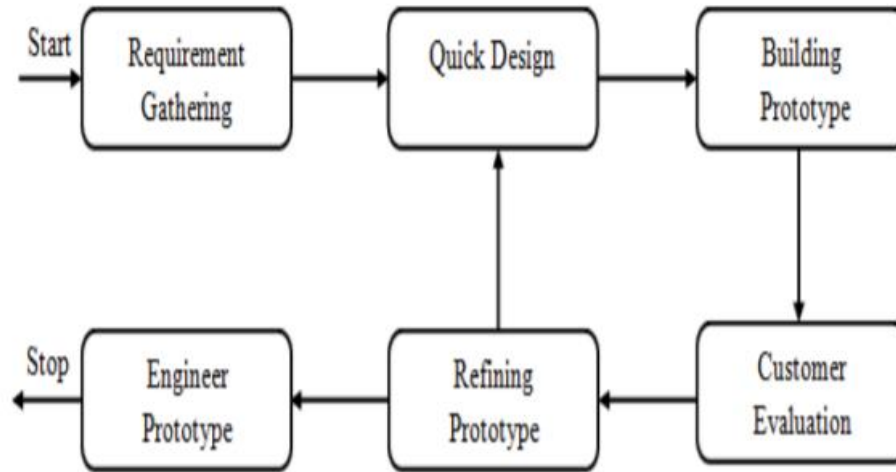 Start
Requirement
Gathering
Quick Design
Building
Prototype
Customer
Evaluation
Refining
Prototype
Engineer
Prototype
Stop